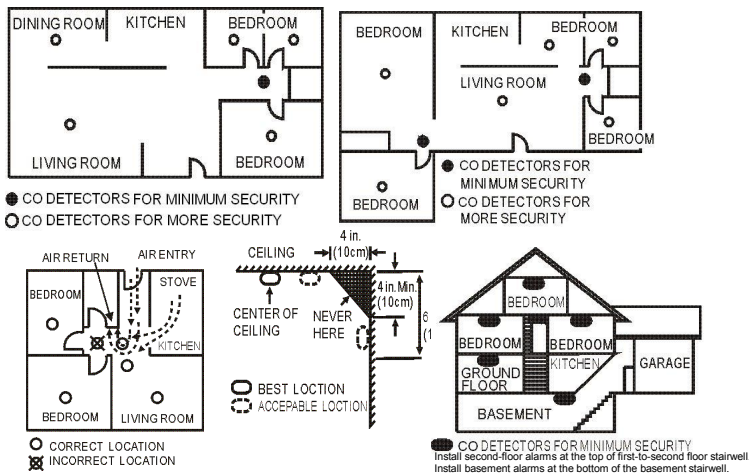 DINING ROOM
KITCHEN
BEDROOM
LIVING ROOM
BEDROOM
CO DETECTORS FOR MINIMUM SECURITY
CO DETECTORS FOR MORE SECURITY
BEDROOM
KITCHEN
BEDROOM
LIVING ROOM
BEDROOM
BEDROOM
CO DETECTORS FOR
MINIMUM SECURITY
CO DETECTORS FOR
MORE SECURITY
AIR RETURN
AIR ENTRY
STOVE
BEDROOM
KITCHEN
BEDROOM
LIVING ROOM
CORRECT LOCATION
INCORRECT LOCATION
CEILING
4 in.
(10cm)
4 in. Min.
(10cm)
CENTER OF
CEILING
NEVER
HERE
6
(1
BEST LOCTION
ACCEPABLE LOCTION
BEDROOM
BEDROOM
BEDROOM
GROUND
FLOOR
KITCHEN
GARAGE
BASEMENT
CO DETECTORS FOR MINIMUM SECURITY
Install second-floor alarms at the top of first-to-second floor stairwell
Install basement alarms at the bottom of the basement stairwell.